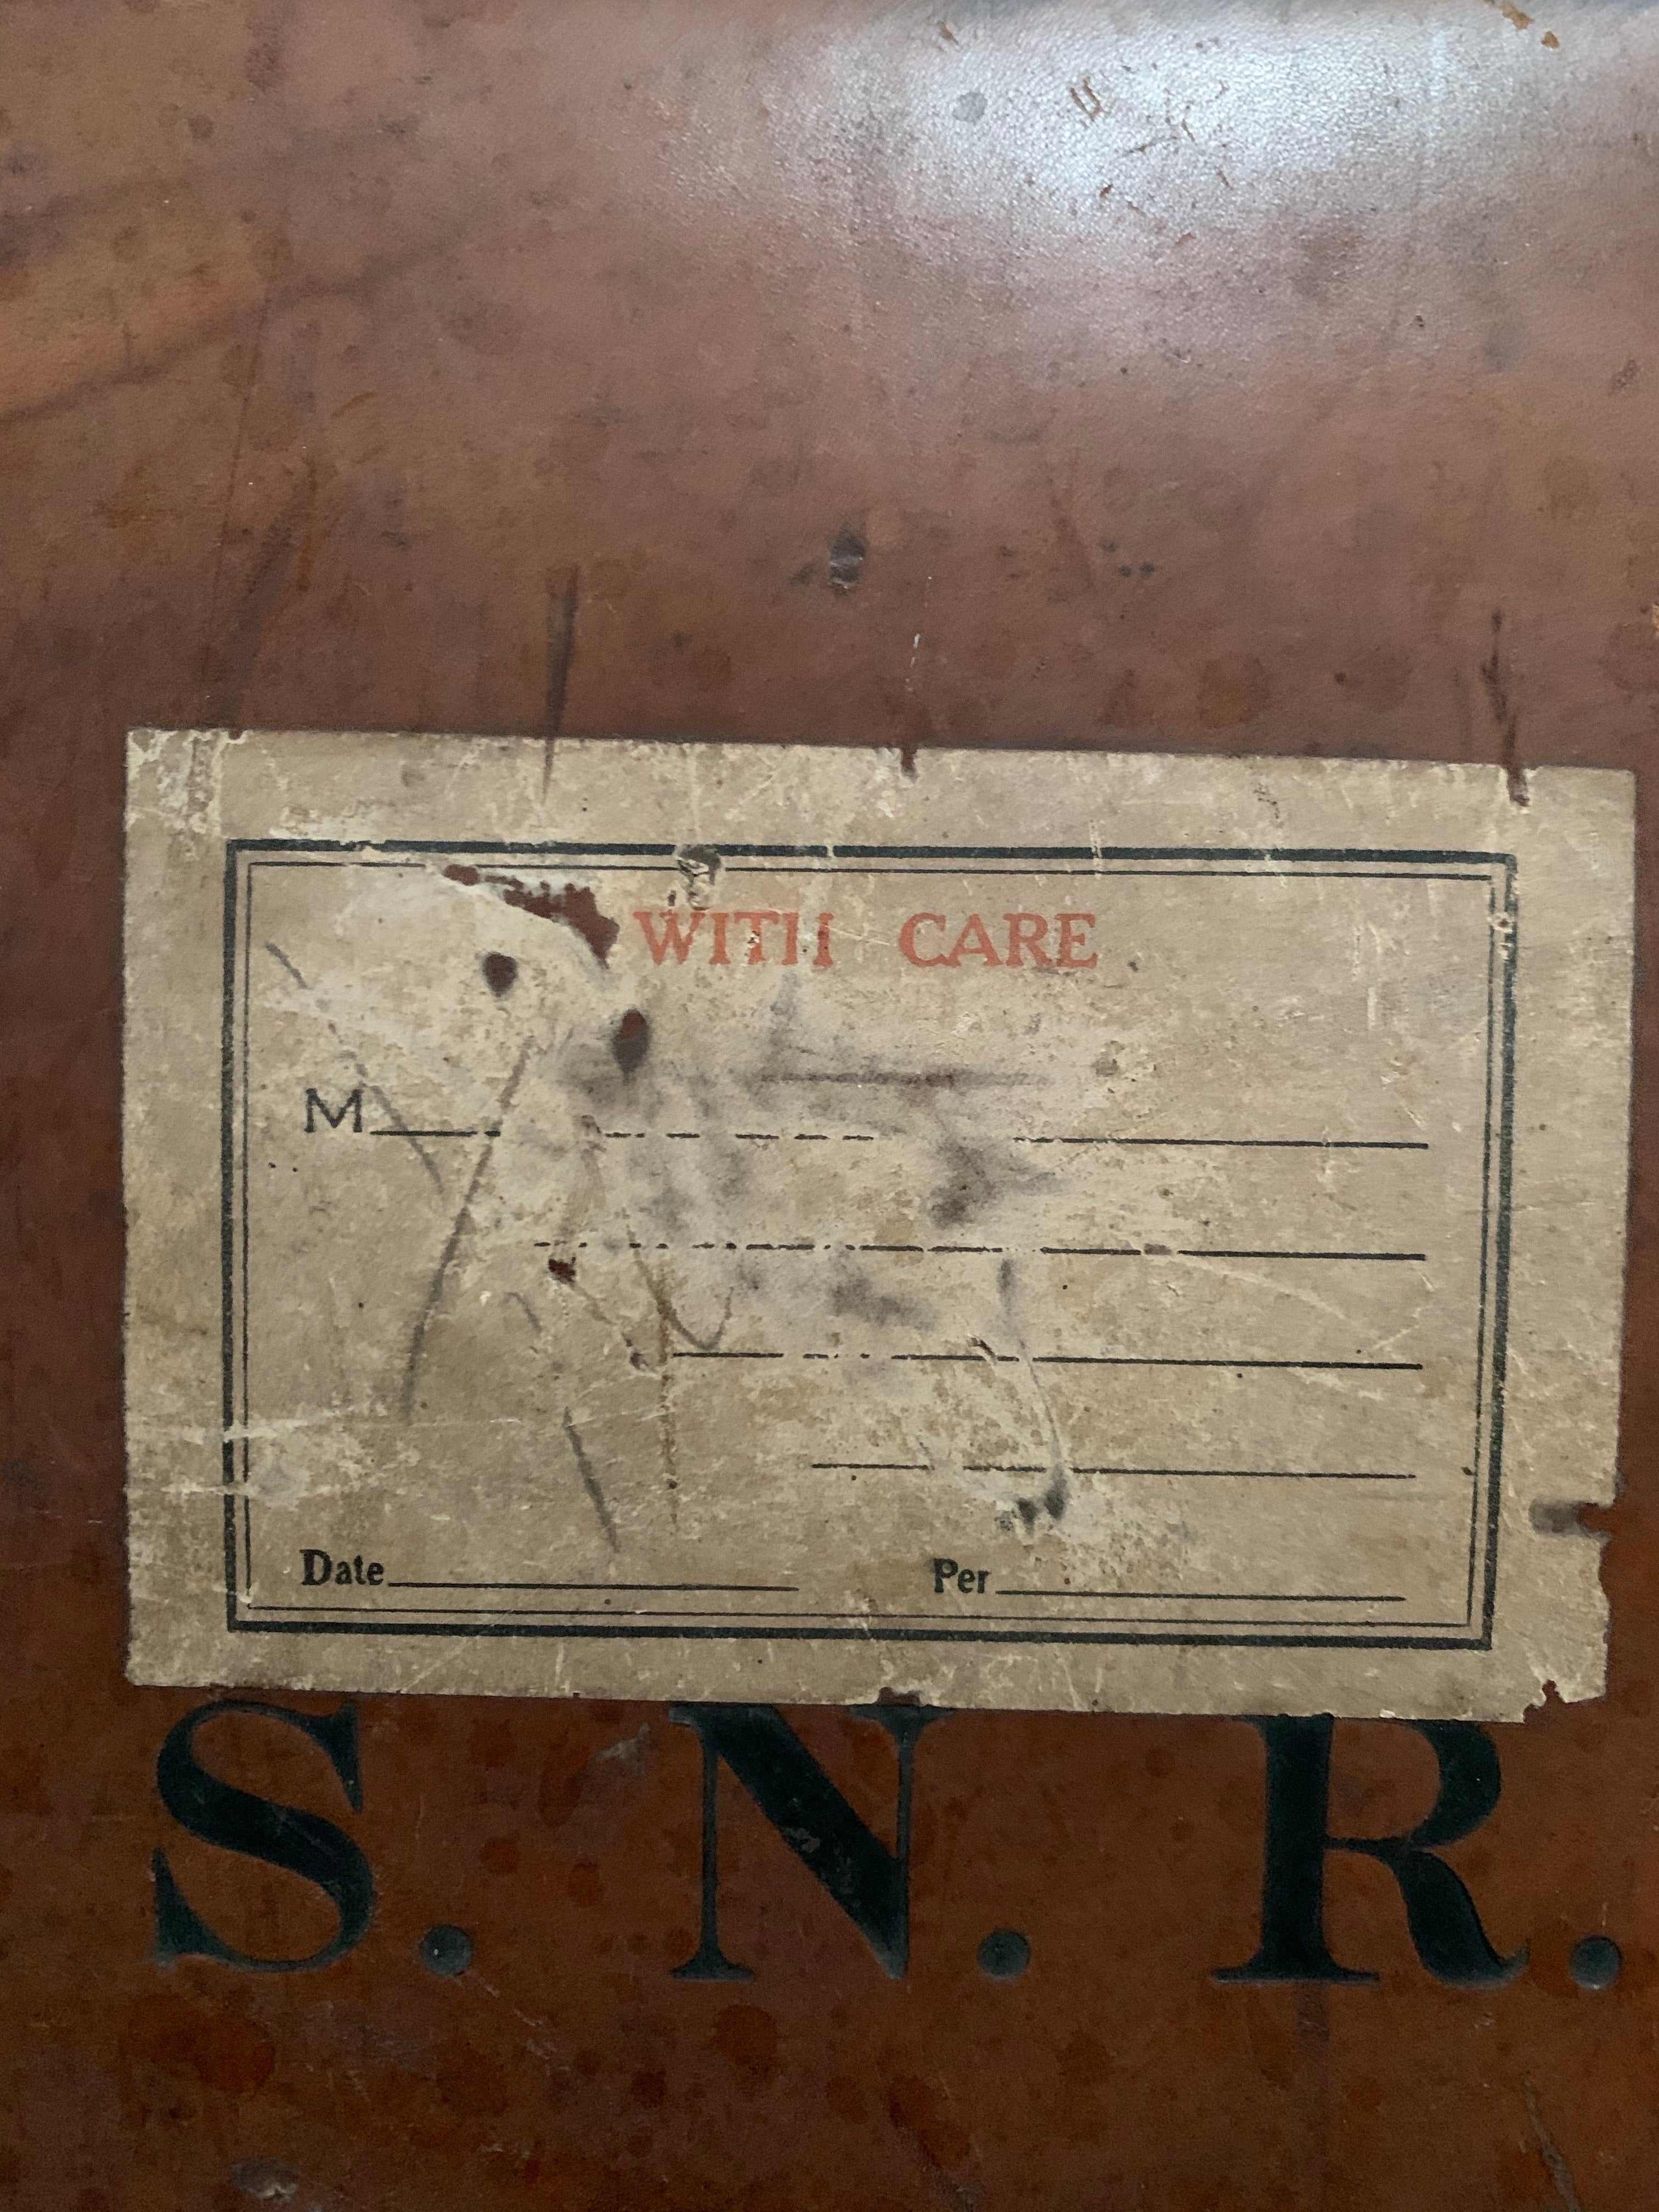 WITH CARE
M
Date Per
S. N. R.